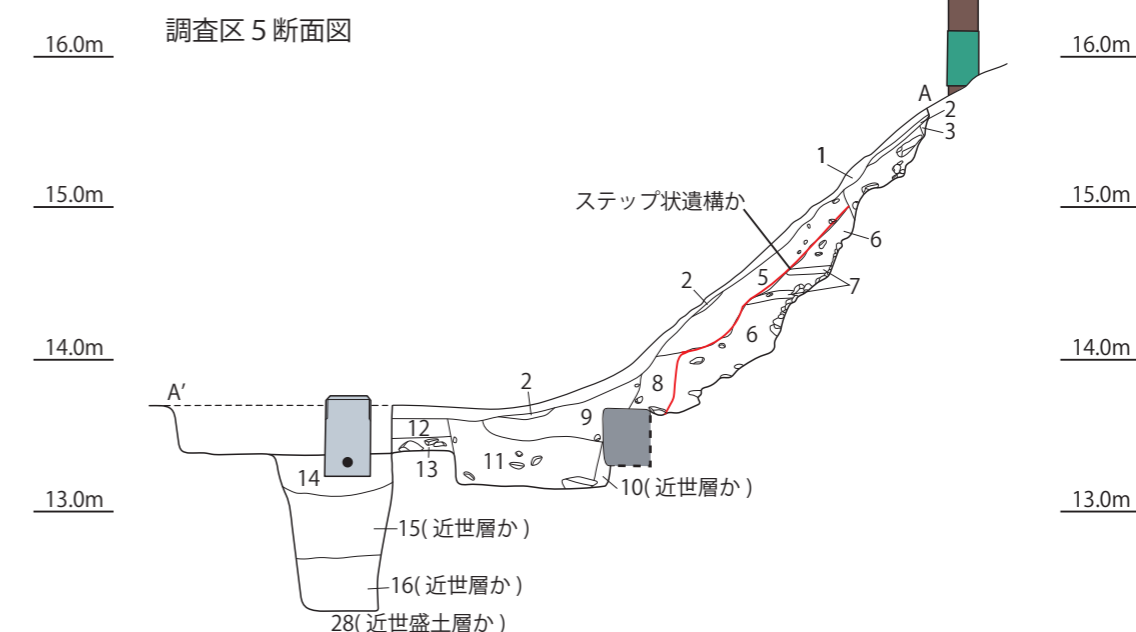 調査区 5 断面図
16.0m
16.0m
A
2
3
1
15.0m
15.0m
ステップ状遺構か
6
5
7
2
6
14.0m
14.0m
8
A’
2
9
12
11
13
14
10( 近世層か )
13.0m
13.0m
15( 近世層か )
16( 近世層か )
28( 近世盛土層か )